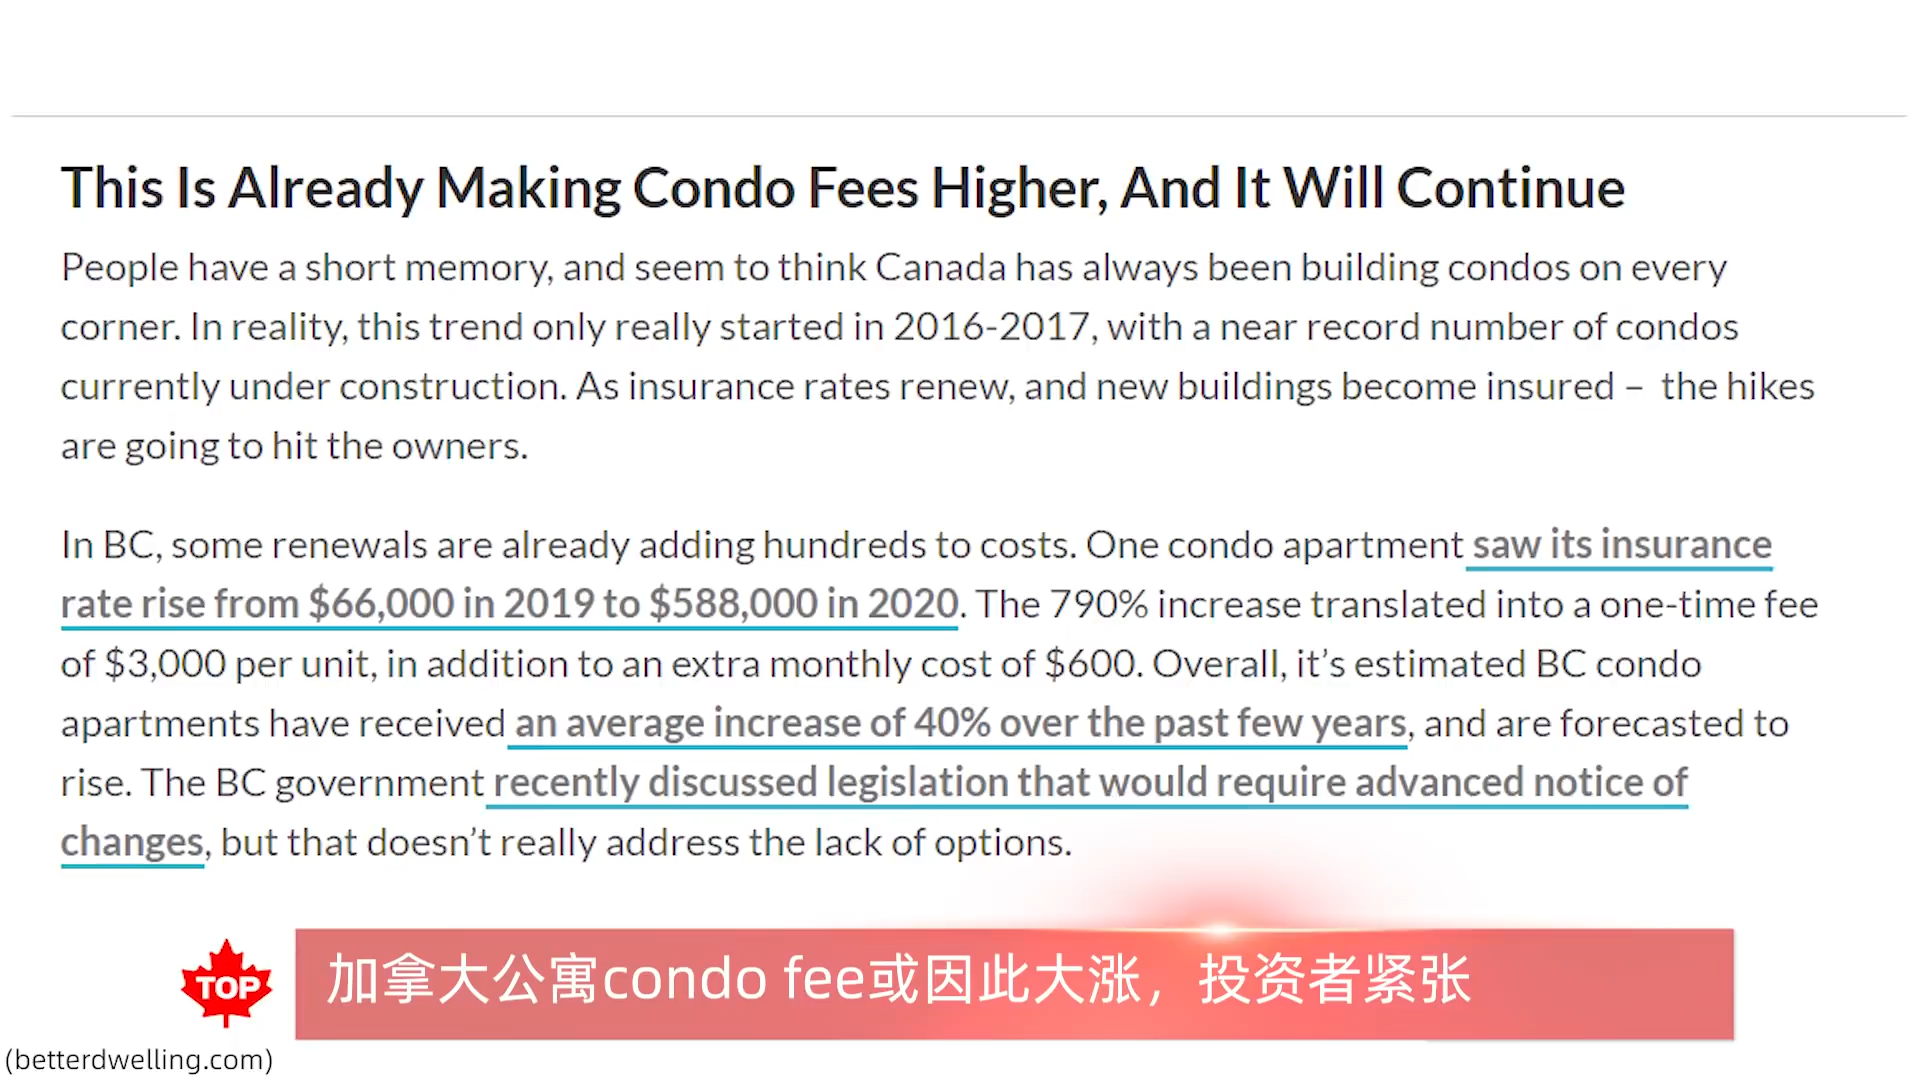 This Is Already Making Condo Fees Higher, And It Will Continue
People have a short memory, and seem to think Canada has always been building condos on every
corner. In reality, this trend only really started in 2016-2017, with a near record number of condos
currently under construction. As insurance rates renew, and new buildings become insured – the hikes
are going to hit the owners.
In BC, some renewals are already adding hundreds to costs. One condo apartment saw its insurance
rate rise from $66,000 in 2019 to $588,000 in 2020. The 790% increase translated into a one-time fee
of $3,000 per unit, in addition to an extra monthly cost of $600. Overall, it’s estimated BC condo
apartments have received an average increase of 40% over the past few years, and are forecasted to
rise. The BC government recently discussed legislation that would require advanced notice of
changes, but that doesn’t really address the lack of options.
TOP
加拿大公寓condo fee或因此大涨，投资者紧张
(betterdwelling.com)